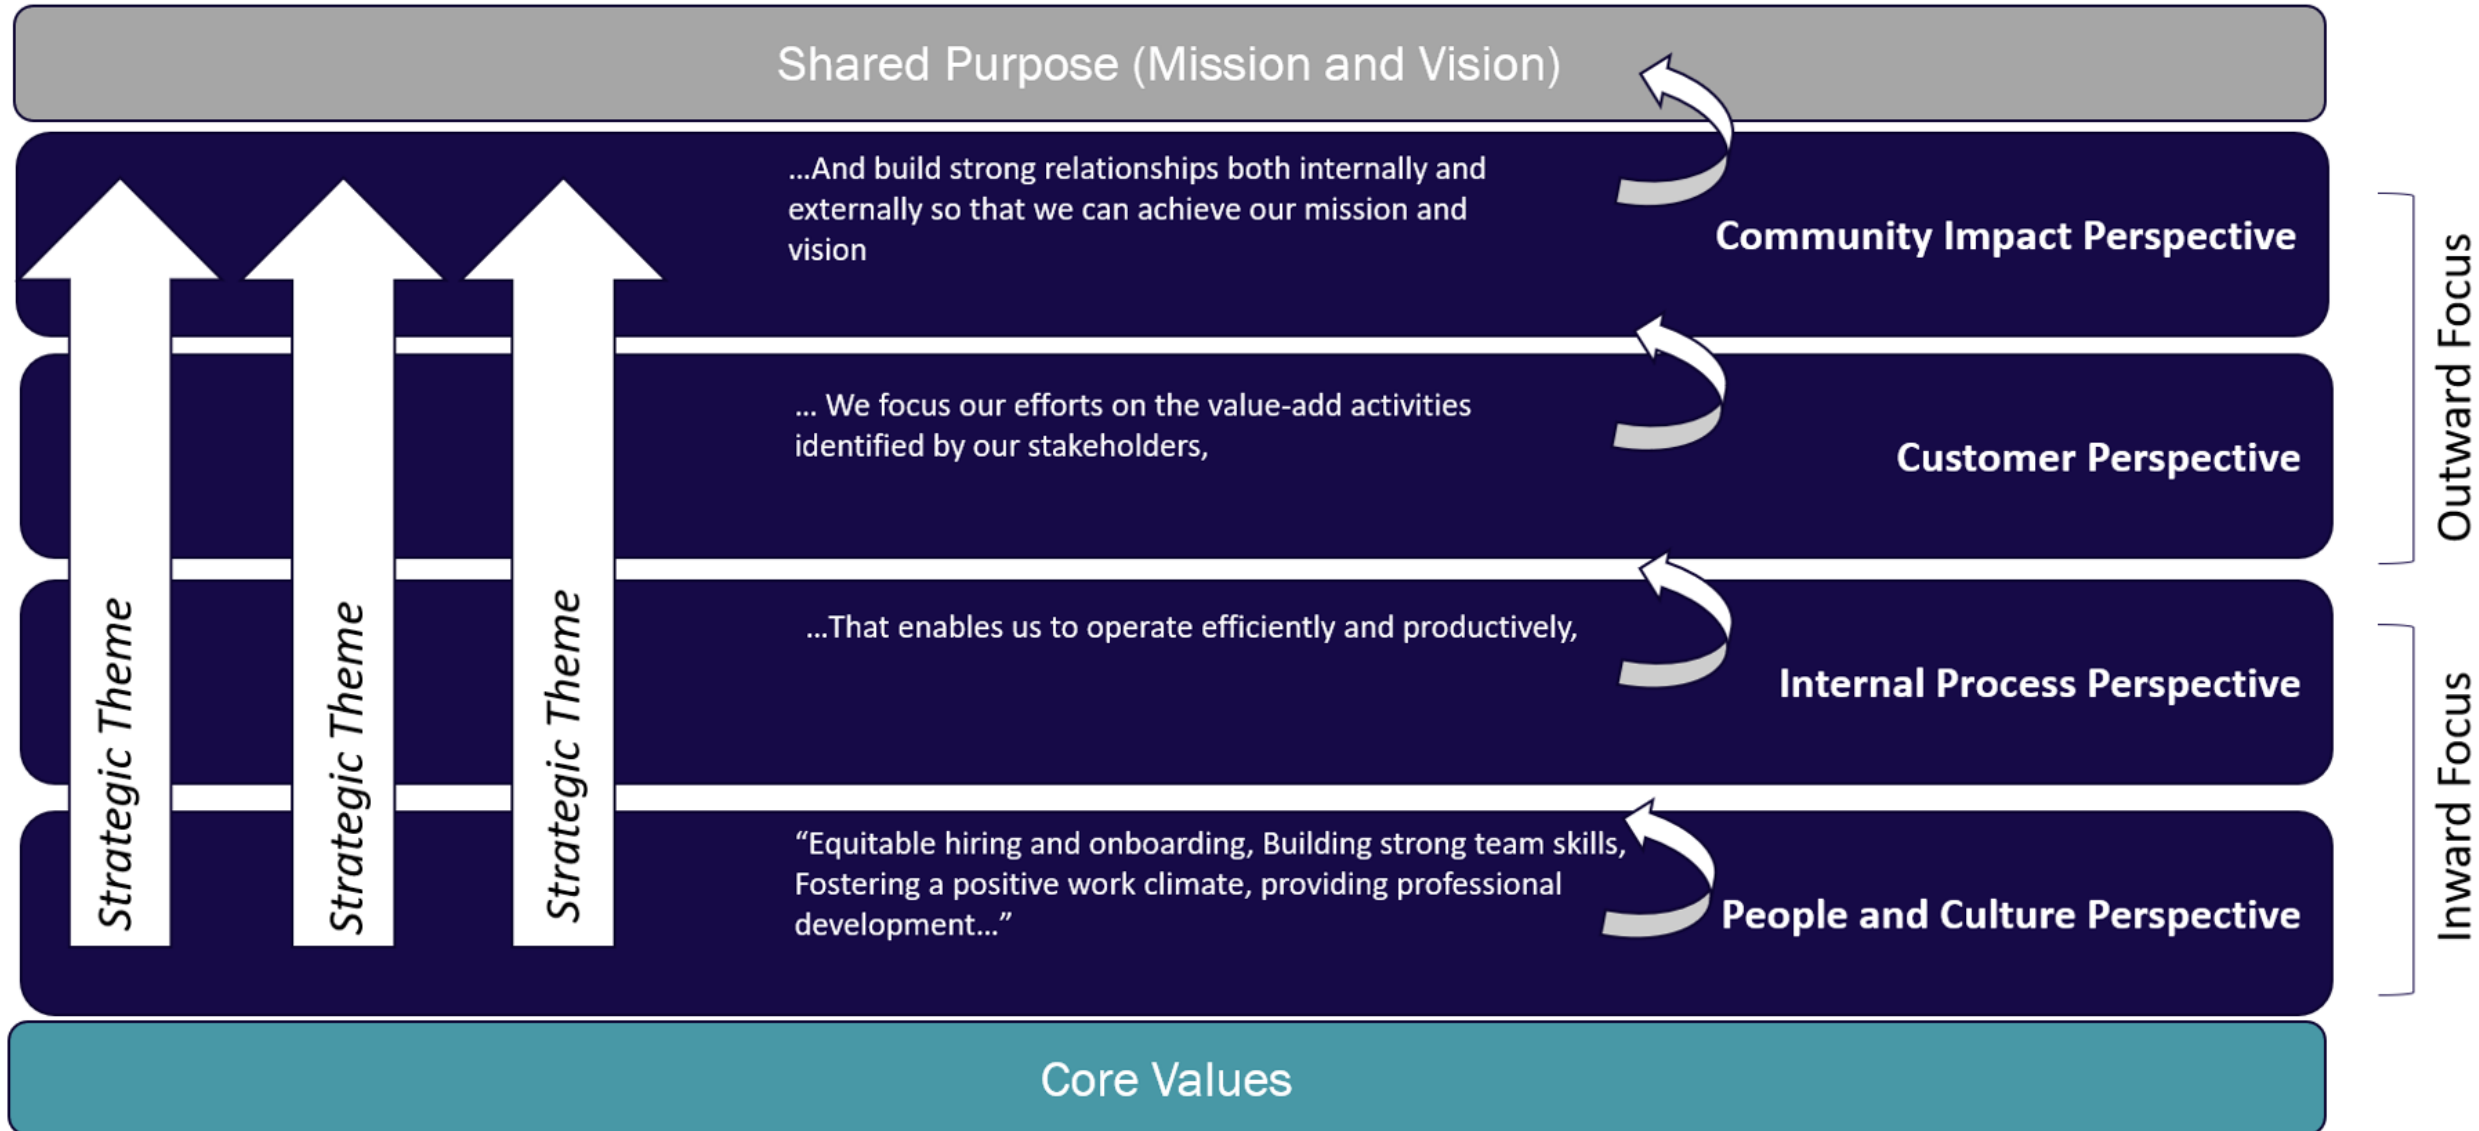 Shared Purpose (Mission and Vision)
...And build strong relationships both internally and
externally so that we can achieve our mission and
vision
Community Impact Perspective
... We focus our efforts on the value-add activities
identified by our stakeholders,
Customer Perspective
Outward Focus
...That enables us to operate efficiently and productively,
Internal Process Perspective
“Equitable hiring and onboarding, Building strong team skills,
Fostering a positive work climate, providing professional
development...”
People and Culture Perspective
Inward Focus
Strategic Theme
Strategic Theme
Strategic Theme
Core Values